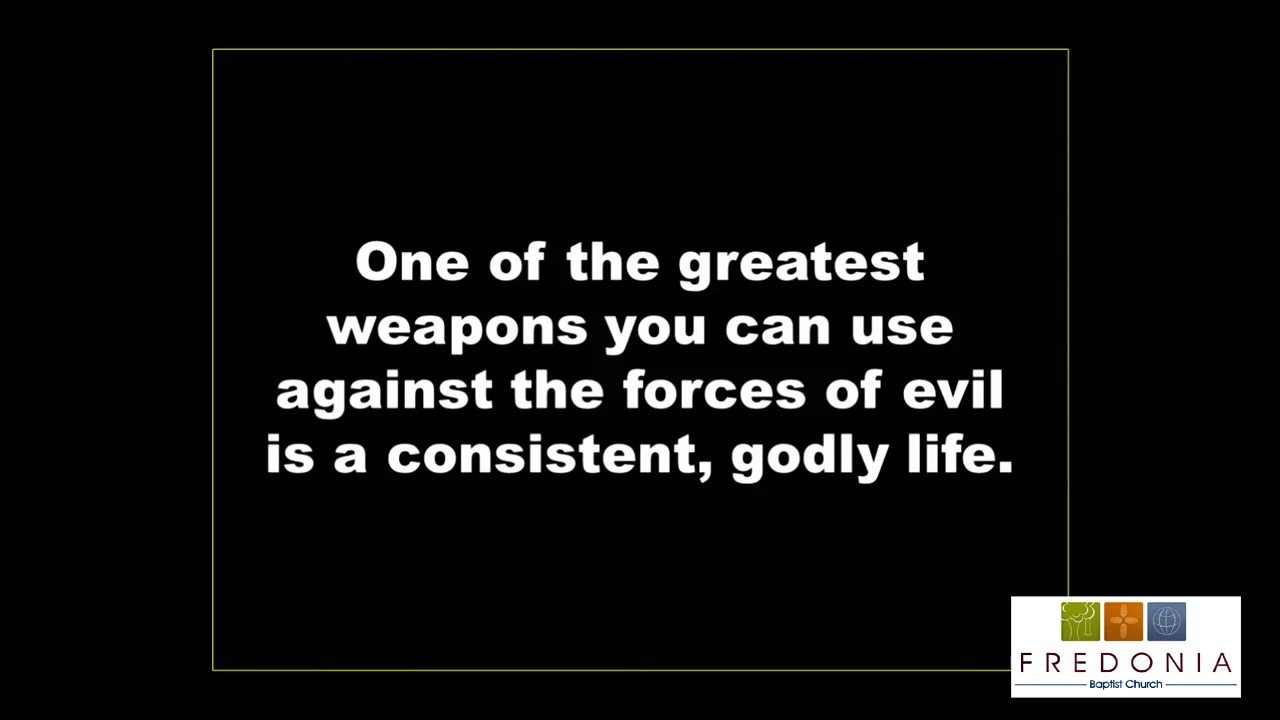 One of the greatest
weapons you can use
against the forces of evil
is a consistent, godly life.
FREDONIA
Baptist Church